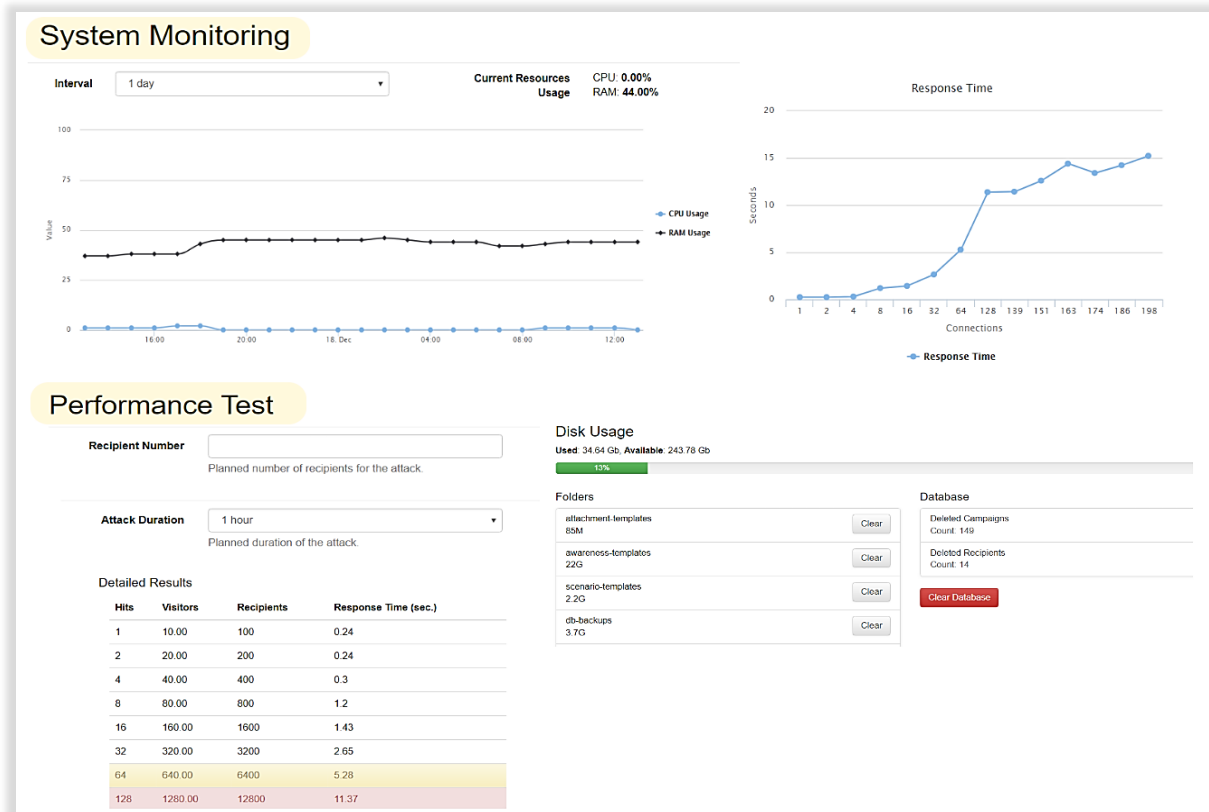 System Monitoring
Interval
1 day
Current Resources Usage
CPU: 0.00%
RAM: 44.00%
100
75
50
25
0
Value
16:00 20:00 18. Dec 04:00 08:00 12:00
CPU Usage
RAM Usage
Response Time
20
15
10
5
0
Seconds
1 2 4 8 16 32 64 128 139 151 163 174 186 198
Connections
Response Time
Performance Test
Recipient Number
Planned number of recipients for the attack.
Attack Duration
1 hour
Planned duration of the attack.
Detailed Results
Hits Visitors Recipients Response Time (sec.)
1 10.00 100 0.24
2 20.00 200 0.24
4 40.00 400 0.3
8 80.00 800 1.2
16 160.00 1600 1.43
32 320.00 3200 2.65
64 640.00 6400 5.28
128 1280.00 12800 11.37
Disk Usage
Used: 34.64 Gb, Available: 243.78 Gb
13%
Folders
attachment-templates
85M
Clear
awareness-templates
22G
Clear
scenario-templates
2.2G
Clear
db-backups
3.7G
Clear
Database
Deleted Campaigns
Count: 149
Deleted Recipients
Count: 14
Clear Database